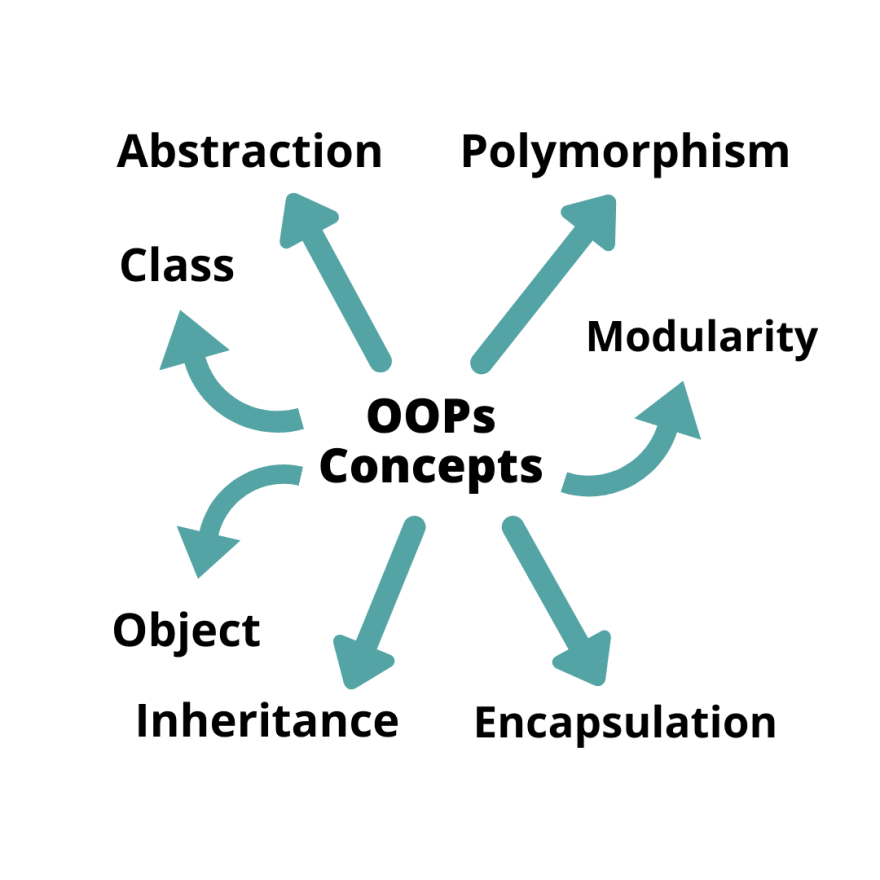 Abstraction
Polymorphism
Class
Modularity
OOPs
Concepts
Object
Inheritance
Encapsulation